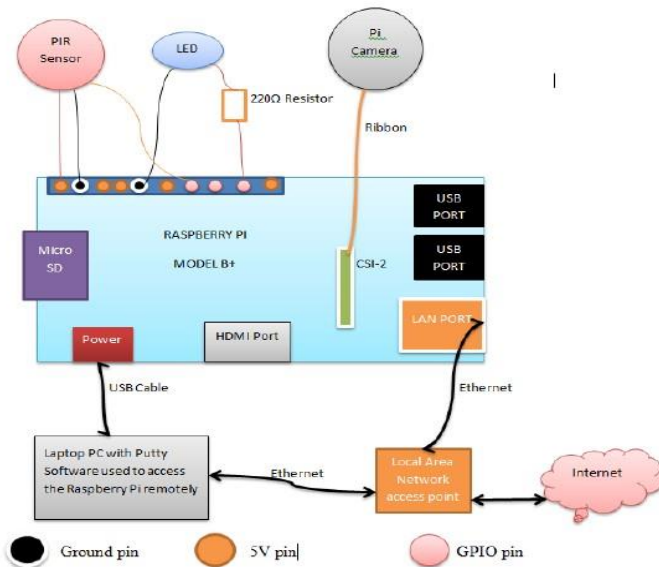 PIR
Sensor
LED
Pi
Camera
220Ω Resistor
Ribbon
RASPBERRY PI
MODEL B+
Micro
SD
CSI-2
USB
PORT
USB
PORT
LAN PORT
Power
HDMI Port
USB Cable
Ethernet
Laptop PC with Putty
Software used to access
the Raspberry Pi remotely
Ethernet
Local Area
Network
access point
Internet
Ground pin
5V pin
GPIO pin